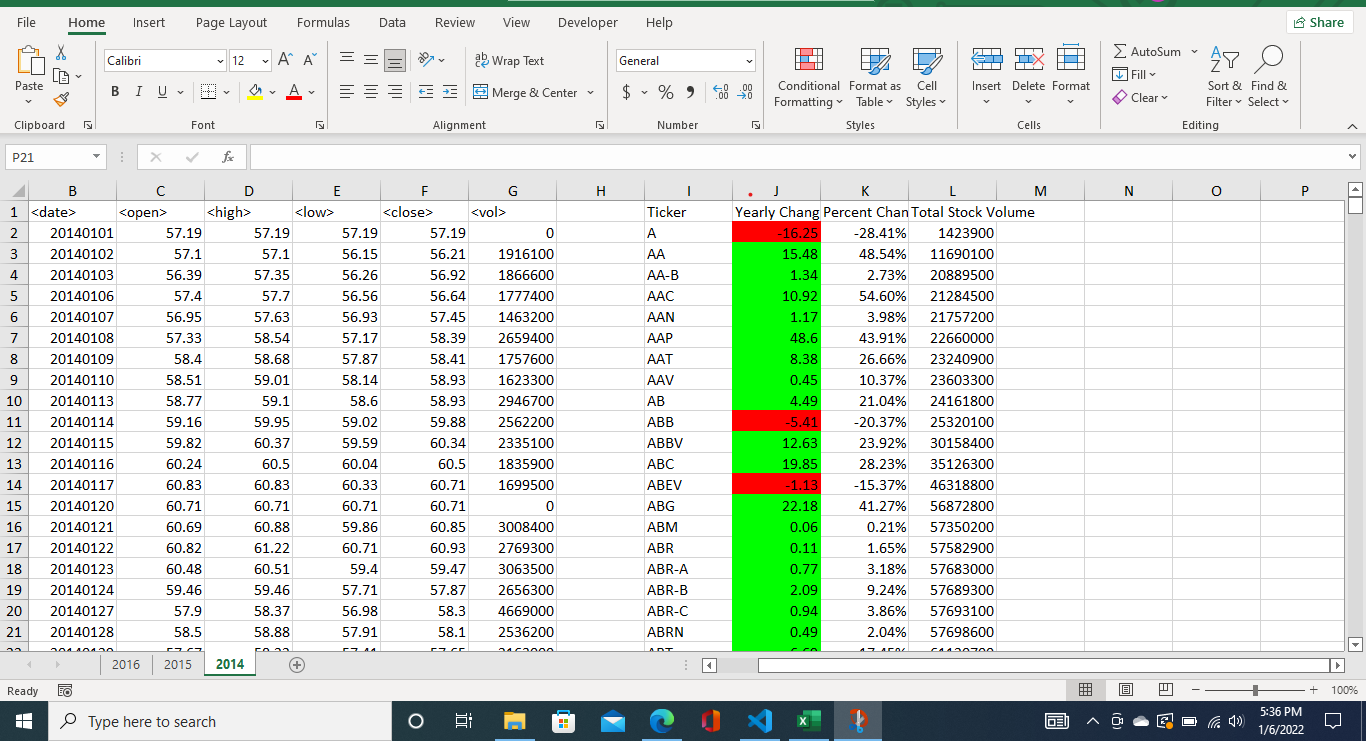 File Home Insert Page Layout Formulas Data Review View Developer Help Share
Calibri 12 A A ab Wrap Text General AutoSum
Paste B I U A Merge & Center $ % 9 Conditional Formatting Format as Table Cell Styles Insert Delete Format Fill Clear Sort & Filter Find & Select
Clipboard Font Alignment Number Styles Cells Editing
P21 fx
B C D E F G H I J K L M N O P
1 <date> <open> <high> <low> <close> <vol> Ticker Yearly Chang Percent Chan Total Stock Volume
2 20140101 57.19 57.19 57.19 57.19 0 A -16.25 -28.41% 1423900
3 20140102 57.1 57.1 56.15 56.21 1916100 AA 15.48 48.54% 11690100
4 20140103 56.39 57.35 56.26 56.92 1866600 AA-B 1.34 2.73% 20889500
5 20140106 57.4 57.7 56.56 56.64 1777400 AAC 10.92 54.60% 21284500
6 20140107 56.95 57.63 56.93 57.45 1463200 AAN 1.17 3.98% 21757200
7 20140108 57.33 58.54 57.17 58.39 2659400 AAP 48.6 43.91% 22660000
8 20140109 58.4 58.68 57.87 58.41 1757600 AAT 8.38 26.66% 23240900
9 20140110 58.51 59.01 58.14 58.93 1623300 AAV 0.45 10.37% 23603300
10 20140113 58.77 59.1 58.6 58.93 2946700 AB 4.49 21.04% 24161800
11 20140114 59.16 59.95 59.02 59.88 2562200 ABB -5.41 -20.37% 25320100
12 20140115 59.82 60.37 59.59 60.34 2335100 ABBV 12.63 23.92% 30158400
13 20140116 60.24 60.5 60.04 60.5 1835900 ABC 19.85 28.23% 35126300
14 20140117 60.83 60.83 60.33 60.71 1699500 ABEV -1.13 -15.37% 46318800
15 20140120 60.71 60.71 60.71 60.71 0 ABG 22.18 41.27% 56872800
16 20140121 60.69 60.88 59.86 60.85 3008400 ABM 0.06 0.21% 57350200
17 20140122 60.82 61.22 60.71 60.93 2769300 ABR 0.11 1.65% 57582900
18 20140123 60.48 60.51 59.4 59.47 3063500 ABR-A 0.77 3.18% 57683000
19 20140124 59.46 59.46 57.71 57.87 2656300 ABR-B 2.09 9.24% 57689300
20 20140127 57.9 58.37 56.98 58.3 4669000 ABR-C 0.94 3.86% 57693100
21 20140128 58.5 58.88 57.91 58.1 2536200 ABRN 0.49 2.04% 57698600
2016 2015 2014
Ready 100%
Type here to search 5:36 PM
1/6/2022